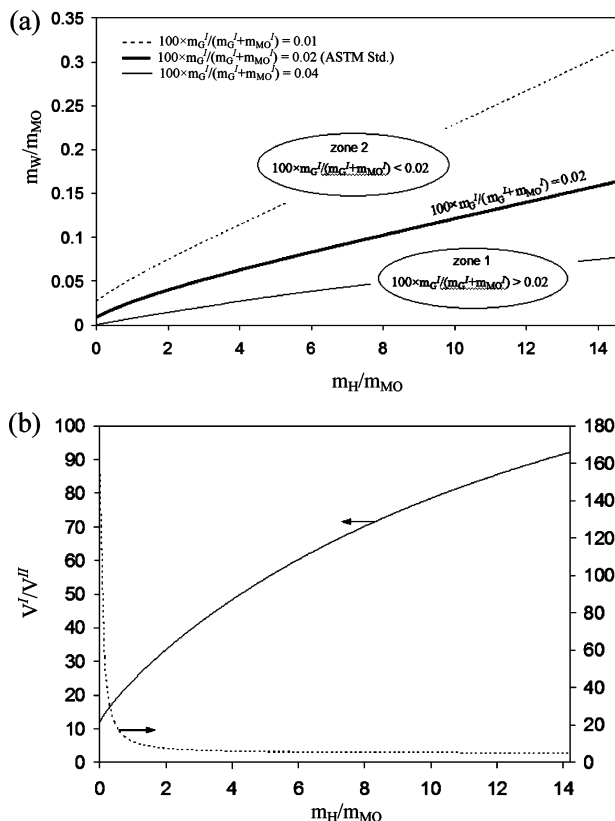 (a)
0.35
0.3
0.25
0.2
0.15
0.1
0.05
0
m_W/m_MO
100×m_G^I/(m_G^I+m_MO^I) = 0.01
100×m_G^I/(m_G^I+m_MO^I) = 0.02 (ASTM Std.)
100×m_G^I/(m_G^I+m_MO^I) = 0.04
zone 2
100×m_G^I/(m_G^I+m_MO^I) < 0.02
100×m_G^I/(m_G^I+m_MO^I) = 0.02
zone 1
100×m_G^I/(m_G^I+m_MO^I) > 0.02
0 2 4 6 8 10 12 14
m_H/m_MO
(b)
100
90
80
70
60
50
40
30
20
10
0
V^I/V^II
180
160
140
120
100
80
60
40
20
0
0 2 4 6 8 10 12 14
m_H/m_MO